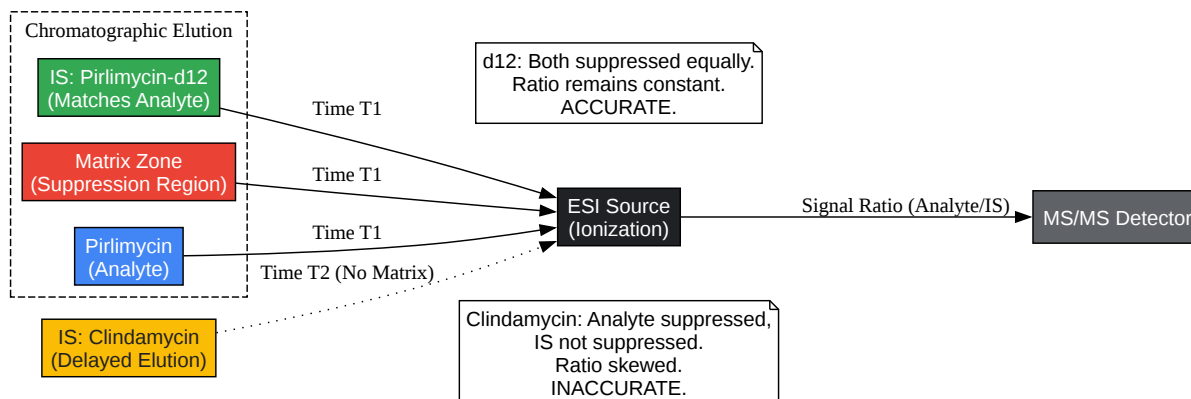 Chromatographic Elution
IS: Pirlimycin-d12
(Matches Analyte)
Time T1
Matrix Zone
(Suppression Region)
Time T1
Pirlimycin
(Analyte)
Time T1
Time T2 (No Matrix)
IS: Clindamycin
(Delayed Elution)
d12: Both suppressed equally.
Ratio remains constant.
ACCURATE.
ESI Source
(Ionization)
Signal Ratio (Analyte/IS)
MS/MS Detector
Clindamycin: Analyte suppressed,
IS not suppressed.
Ratio skewed.
INACCURATE.